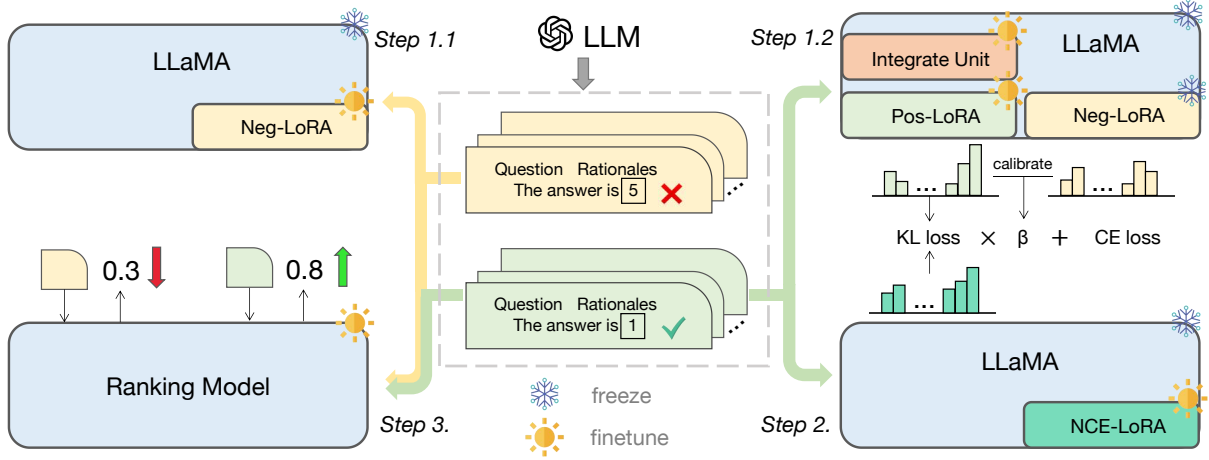 Step 1.1
LLM
Step 1.2
LLaMA
Neg-LoRA
LLaMA
Integrate Unit
Pos-LoRA
Neg-LoRA
Question Rationales
The answer is 5
calibrate
...
...
KL loss × β + CE loss
...
0.3
0.8
Question Rationales
The answer is 1
Ranking Model
LLaMA
NCE-LoRA
Step 3.
freeze
finetune
Step 2.